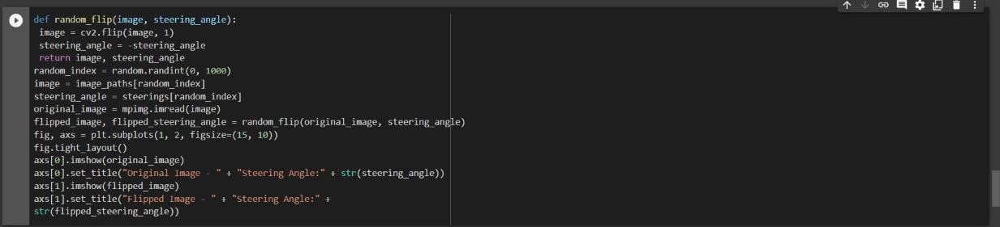 def random_flip(image, steering_angle):
 image = cv2.flip(image, 1)
 steering_angle = -steering_angle
 return image, steering_angle
random_index = random.randint(0, 1000)
image = image_paths[random_index]
steering_angle = steerings[random_index]
original_image = mpimg.imread(image)
flipped_image, flipped_steering_angle = random_flip(original_image, steering_angle)
fig, axs = plt.subplots(1, 2, figsize=(15, 10))
fig.tight_layout()
axs[0].imshow(original_image)
axs[0].set_title("Original Image - " + "Steering Angle:" + str(steering_angle))
axs[1].imshow(flipped_image)
axs[1].set_title("Flipped Image - " + "Steering Angle:" +
str(flipped_steering_angle))